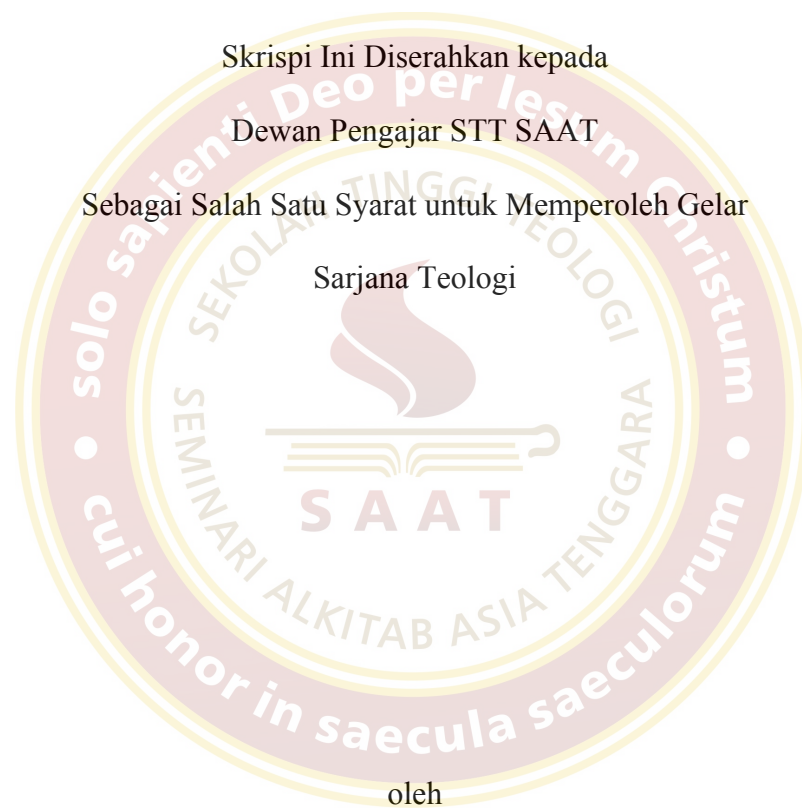 Skripsi Ini Diserahkan kepada
Dewan Pengajar STT SAAT
Sebagai Salah Satu Syarat untuk Memperoleh Gelar
Sarjana Teologi
solo sapienti Deo per Iesum Christum
SEKOLAH TINGGI TEOLOGI
SEMINARI ALKITAB ASIA TENGGARA
SAAT
cui honor in saecula saeculorum
oleh